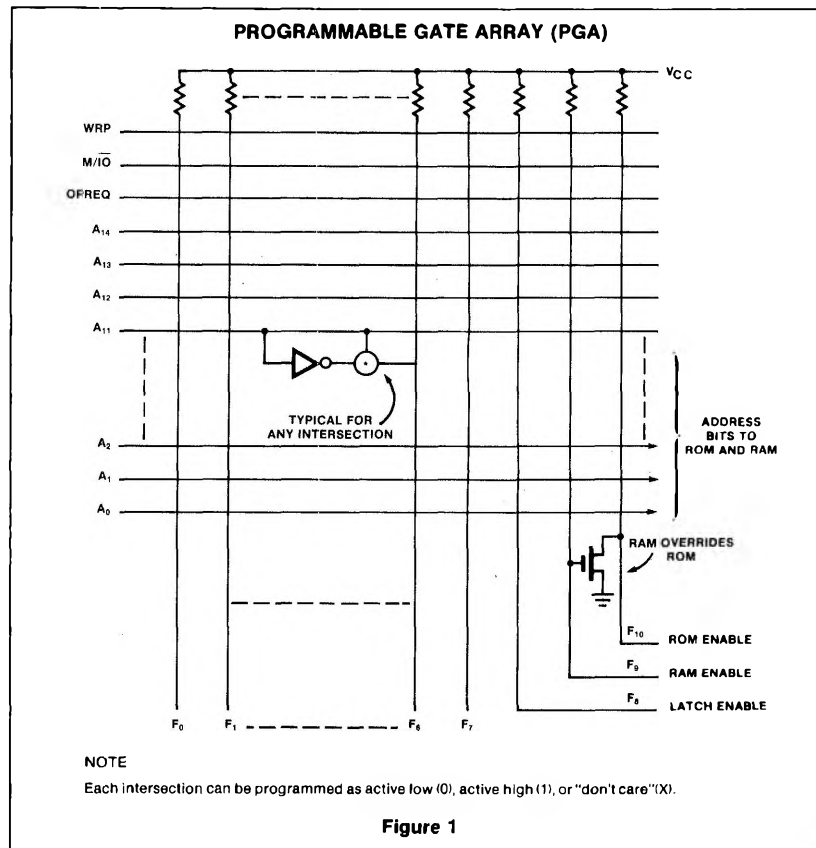 PROGRAMMABLE GATE ARRAY (PGA)
VCC
WRP
M/IO
OPREQ
A14
A13
A12
A11
TYPICAL FOR
ANY INTERSECTION
ADDRESS
BITS TO
ROM AND RAM
A2
A1
A0
RAM OVERRIDES
ROM
F10 ROM ENABLE
F9 RAM ENABLE
F8 LATCH ENABLE
F0 F1 F6 F7
NOTE
Each intersection can be programmed as active low (0), active high (1), or "don't care"(X).
Figure 1